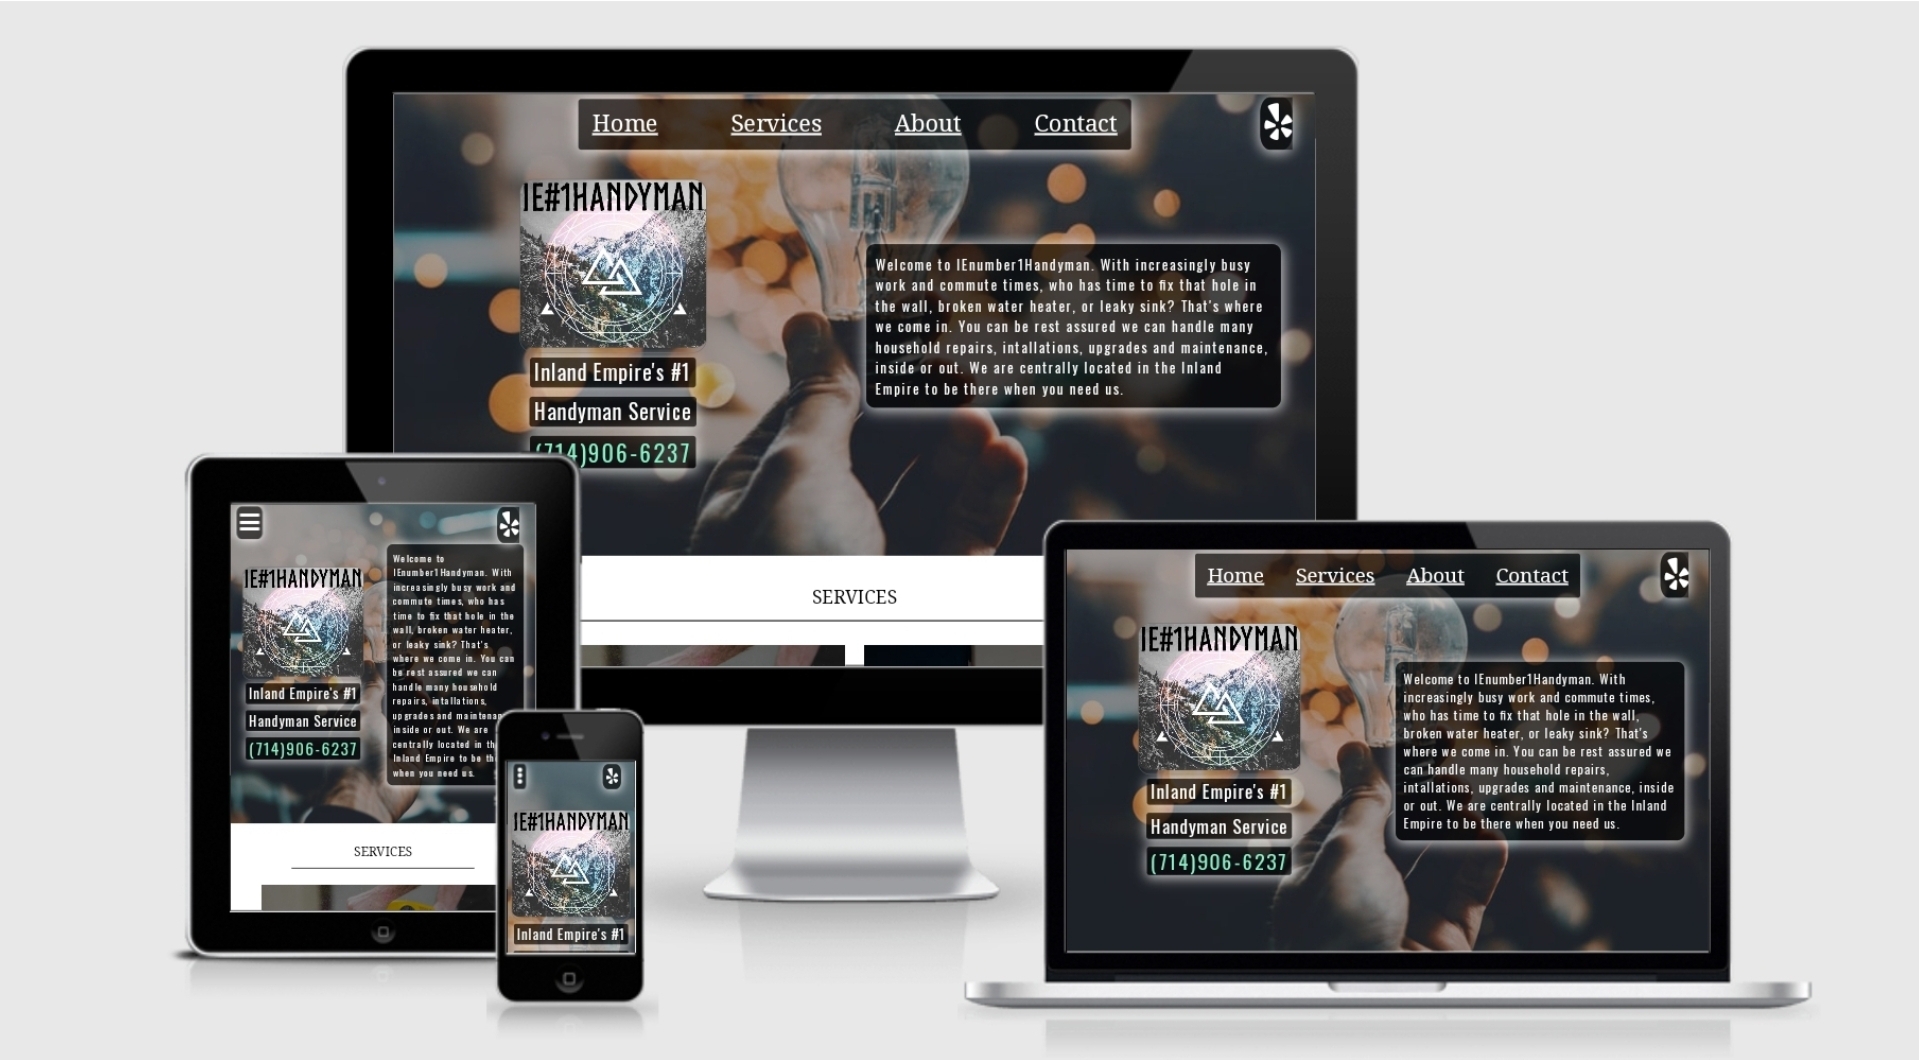 Home Services About Contact
IE#1HANDYMAN
Welcome to IEnumber1Handyman. With increasingly busy
work and commute times, who has time to fix that hole in
the wall, broken water heater, or leaky sink? That's where
we come in. You can be rest assured we can handle many
household repairs, intallations, upgrades and maintenance,
inside or out. We are centrally located in the Inland
Empire to be there when you need us.
Inland Empire's #1
Handyman Service
(714)906-6237
SERVICES
IE#1HANDYMAN
Inland Empire's #1
Handyman Service
(714)906-6237
Welcome to
IEnumber1Handyman. With
increasingly busy work and
commute times, who has
time to fix that hole in the
wall, broken water heater,
or leaky sink? That's
where we come in. You can
be rest assured we can
handle many household
repairs, intallations,
upgrades and
inside or out. We are
centrally located in
Inland Empire to be
when you need us.
SERVICES
IE#1HANDYMAN
Inland Empire's #1
Home Services About Contact
IE#1HANDYMAN
Inland Empire's #1
Handyman Service
(714)906-6237
Welcome to IEnumber1Handyman. With
increasingly busy work and commute times,
who has time to fix that hole in the wall,
broken water heater, or leaky sink? That's
where we come in. You can be rest assured we
can handle many household repairs,
intallations, upgrades and maintenance, inside
or out. We are centrally located in the Inland
Empire to be there when you need us.